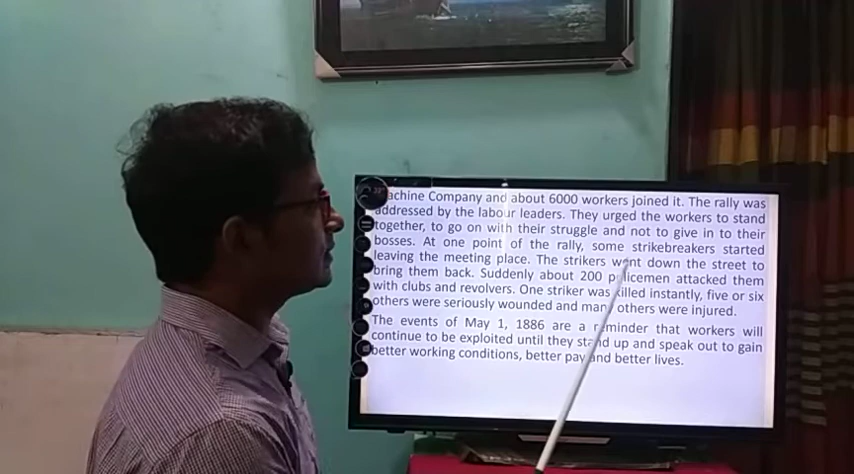 achine Company and about 6000 workers joined it. The rally was
addressed by the labour leaders. They urged the workers to stand
together, to go on with their struggle and not to give in to their
bosses. At one point of the rally, some strikebreakers started
leaving the meeting place. The strikers went down the street to
bring them back. Suddenly about 200 policemen attacked them
with clubs and revolvers. One striker was killed instantly, five or six
others were seriously wounded and many others were injured.
The events of May 1, 1886 are a reminder that workers will
continue to be exploited until they stand up and speak out to gain
better working conditions, better pay and better lives.